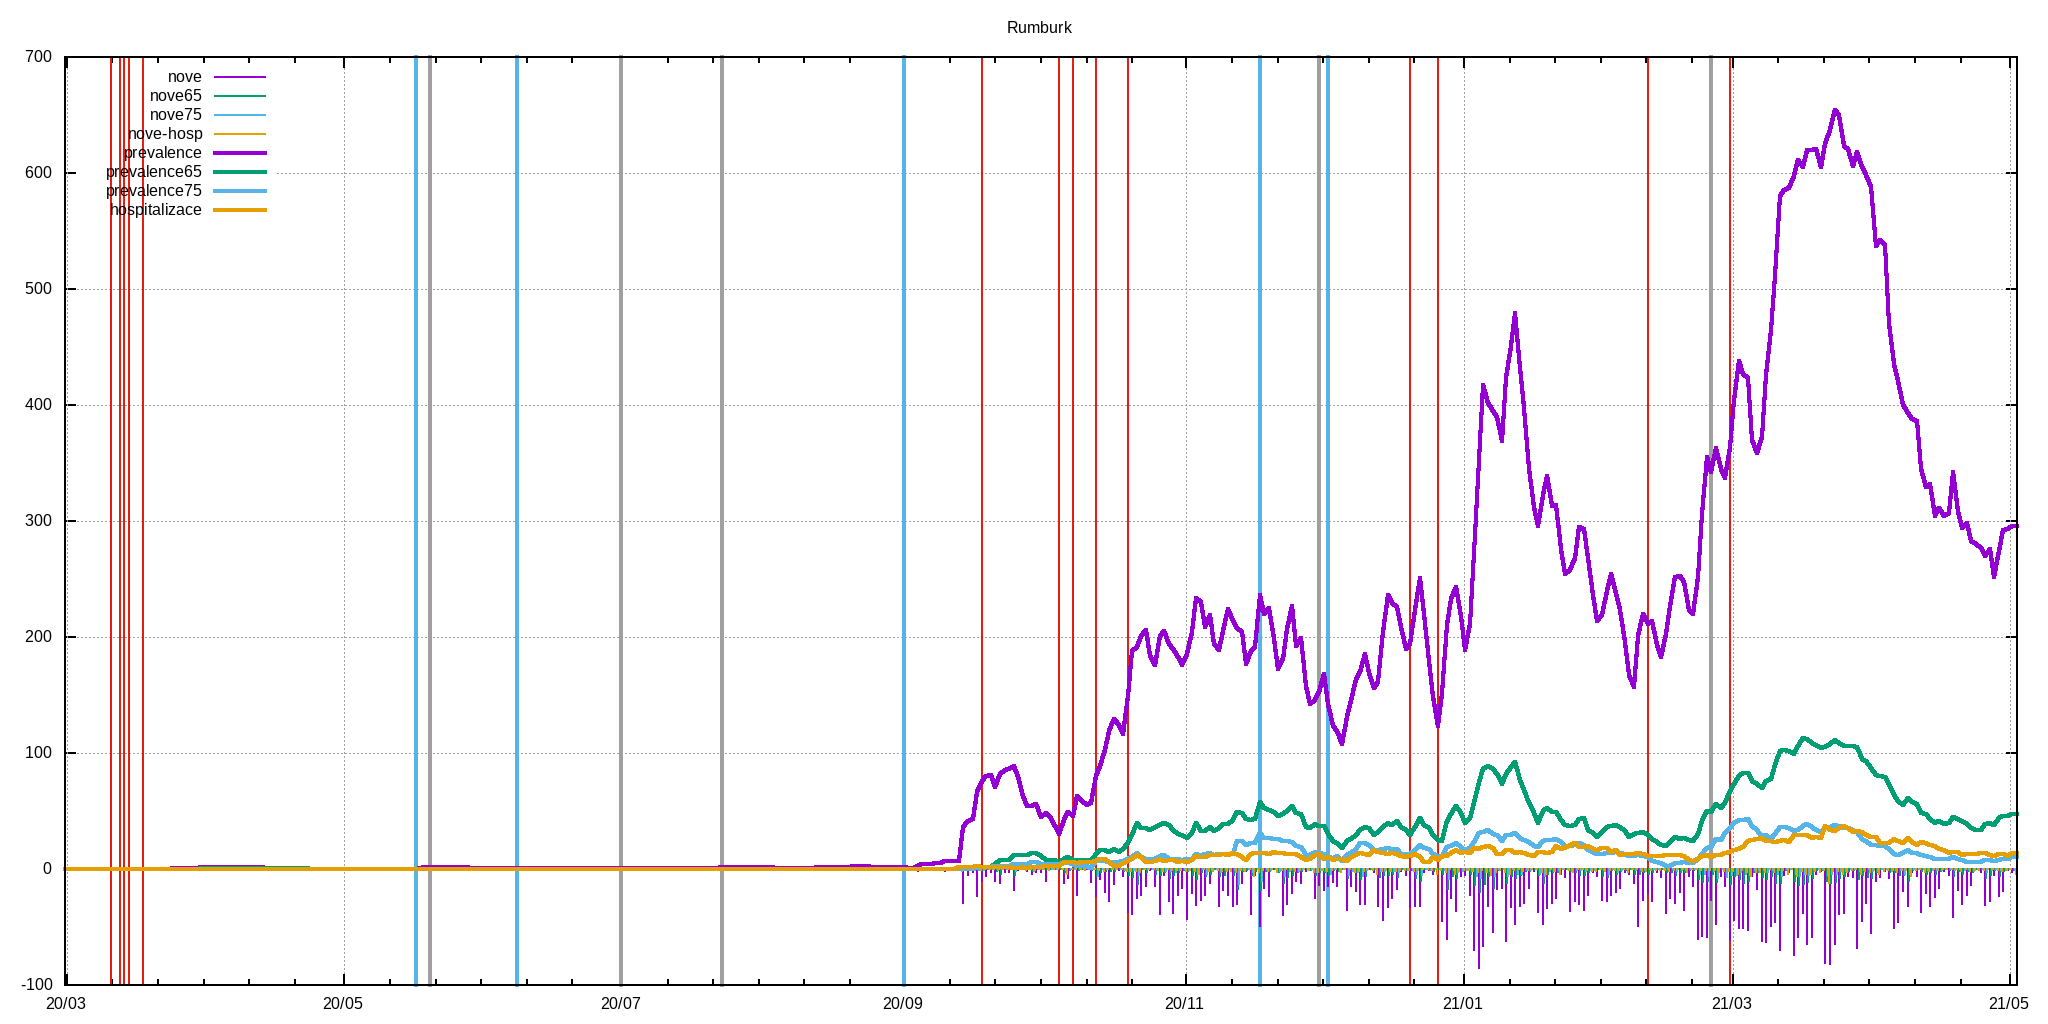 Rumburk
700
600
500
400
300
200
100
0
-100
nove
nove65
nove75
nove-hosp
prevalence
prevalence65
prevalence75
hospitalizace
20/03
20/05
20/07
20/09
20/11
21/01
21/03
21/05